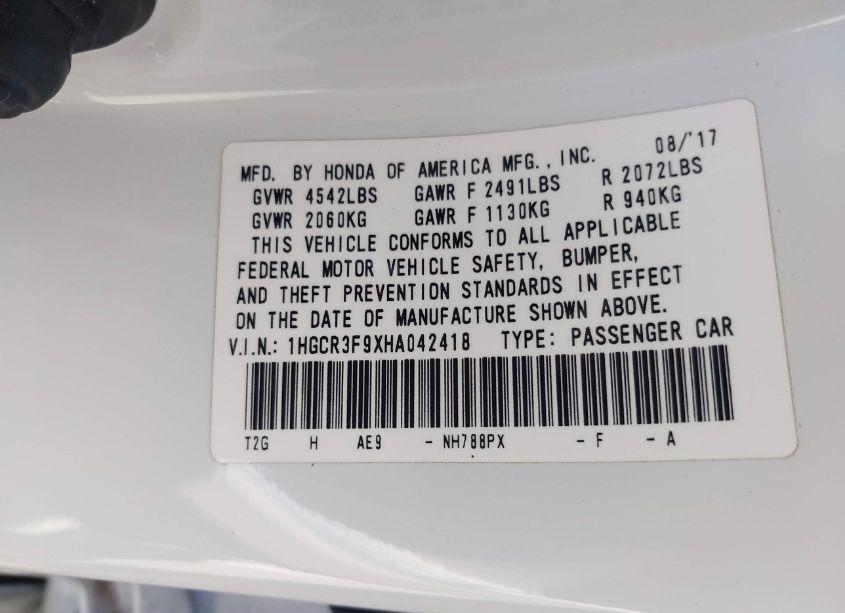 08/'17
MFD. BY HONDA OF AMERICA MFG., INC.
GVWR 4542LBS GAWR F 2491LBS R 2072LBS
GVWR 2060KG GAWR F 1130KG R 940KG
THIS VEHICLE CONFORMS TO ALL APPLICABLE
FEDERAL MOTOR VEHICLE SAFETY, BUMPER,
AND THEFT PREVENTION STANDARDS IN EFFECT
ON THE DATE OF MANUFACTURE SHOWN ABOVE.
V.I.N.: 1HGCR3F9XHA042418 TYPE: PASSENGER CAR
T2G H AE9 - NH788PX - F - A